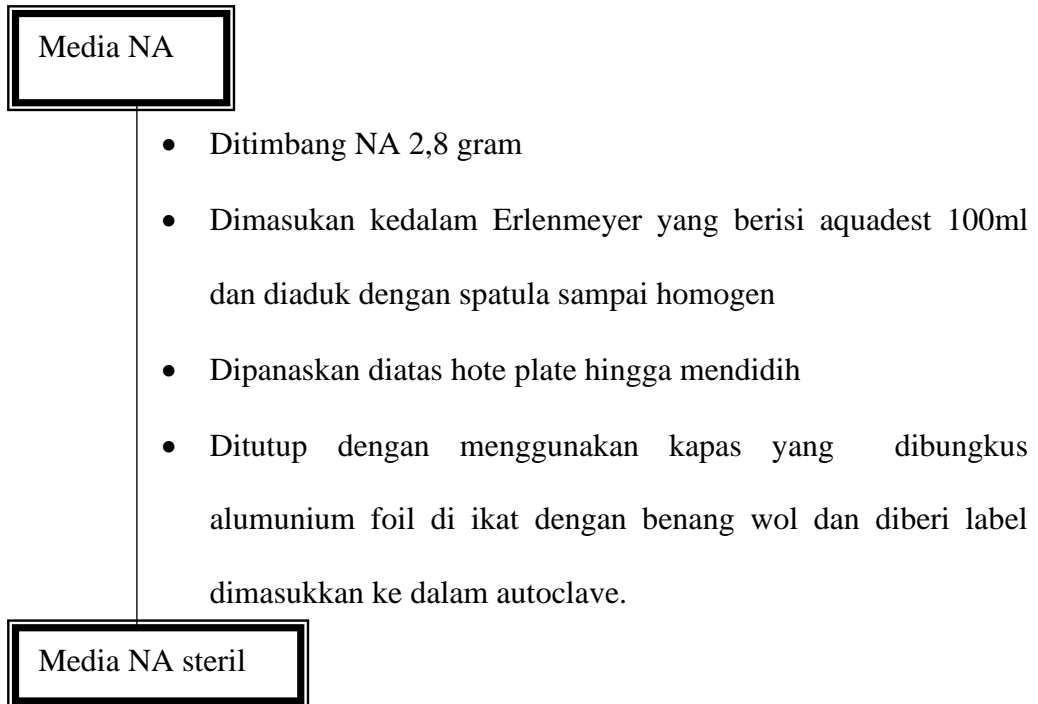 Media NA
• Ditimbang NA 2,8 gram
• Dimasukan kedalam Erlenmeyer yang berisi aquadest 100ml
dan diaduk dengan spatula sampai homogen
• Dipanaskan diatas hote plate hingga mendidih
• Ditutup dengan menggunakan kapas yang dibungkus
alumunium foil di ikat dengan benang wol dan diberi label
dimasukkan ke dalam autoclave.
Media NA steril